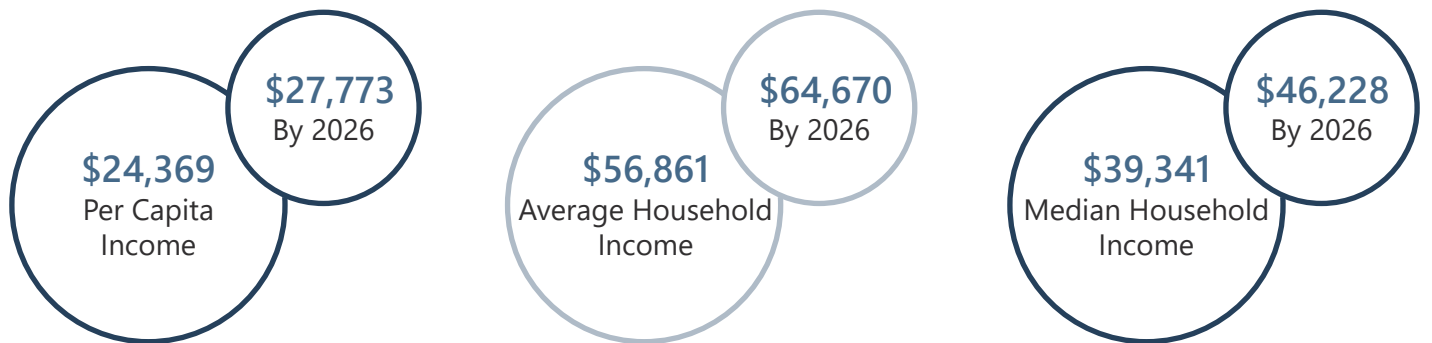 $27,773
By 2026
$24,369
Per Capita
Income
$64,670
By 2026
$56,861
Average Household
Income
$46,228
By 2026
$39,341
Median Household
Income